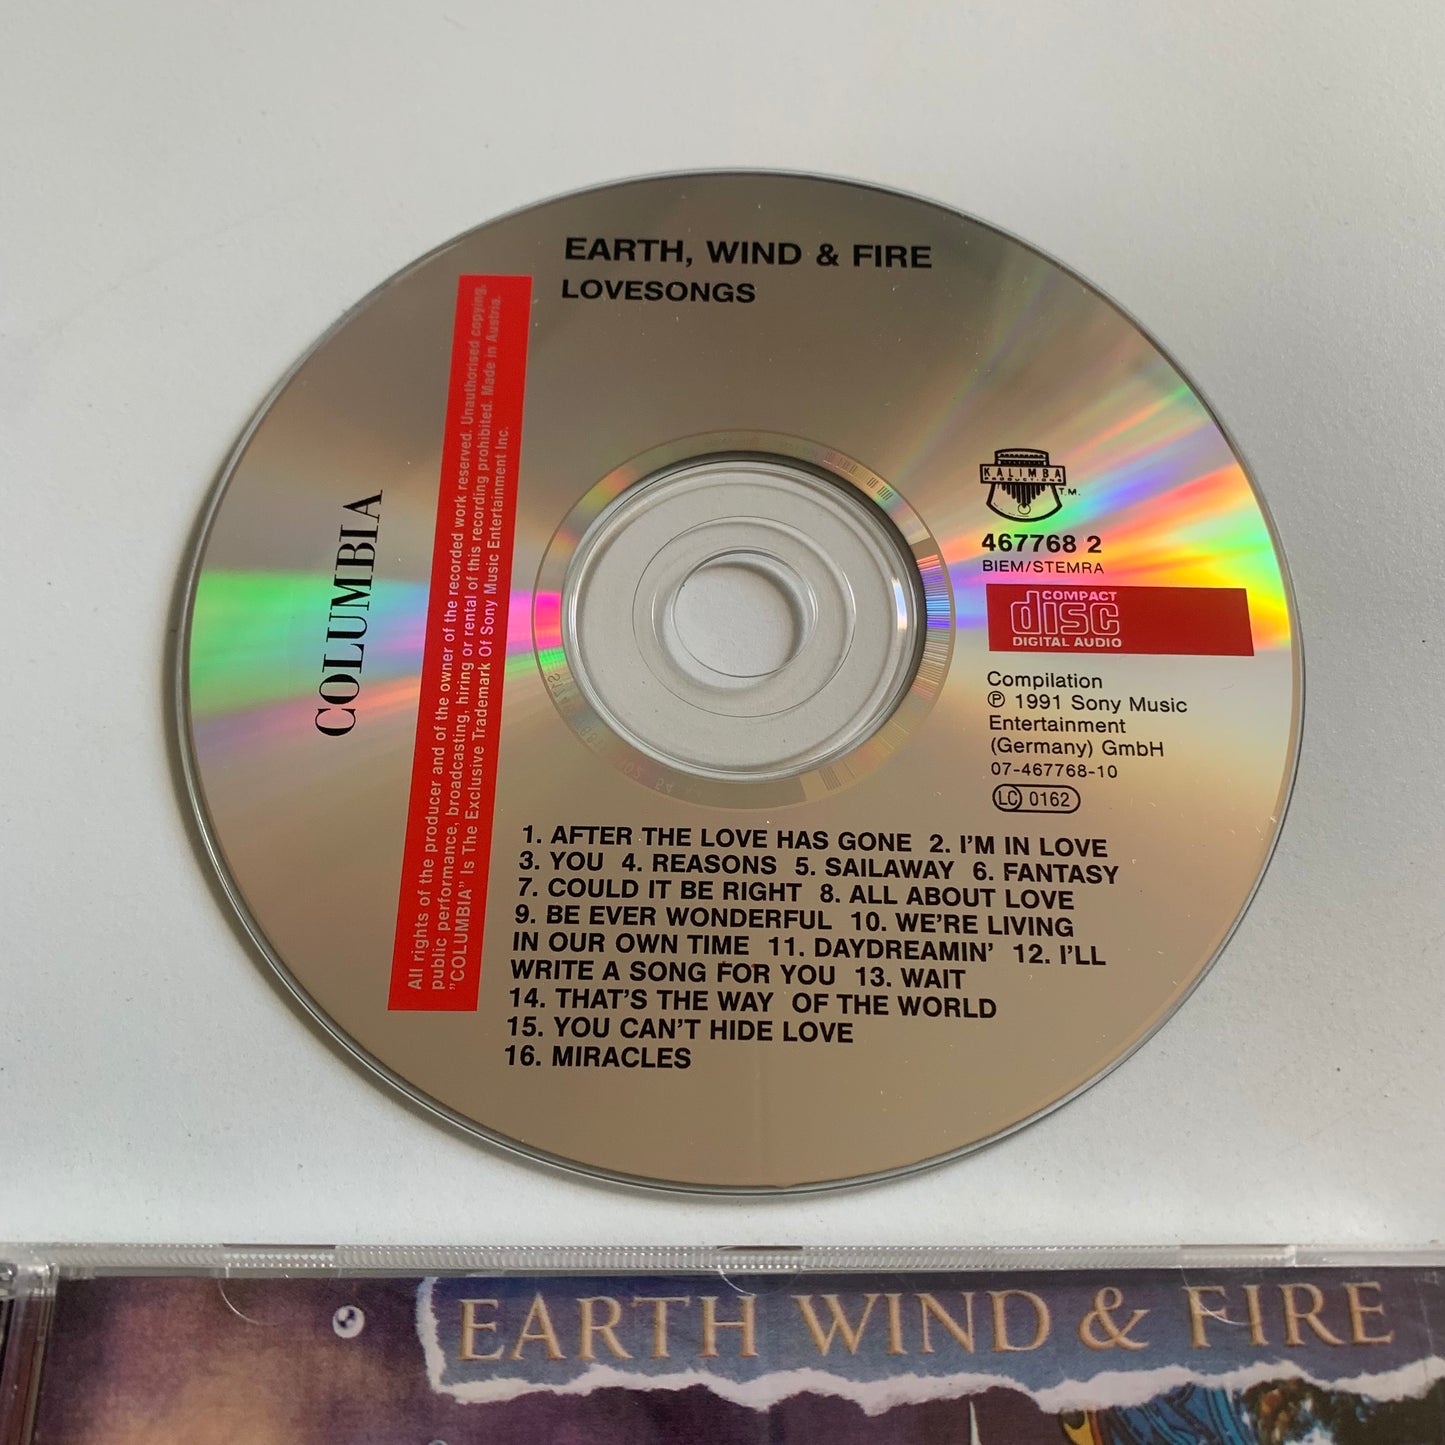 EARTH, WIND & FIRE
LOVESONGS
COLUMBIA
All rights of the producer and of the owner of the recorded work reserved. Unauthorised copying,
public performance, broadcasting, hiring or rental of this recording prohibited. Made in Austria.
"COLUMBIA" Is The Exclusive Trademark Of Sony Music Entertainment Inc.
KALIMBA
PRODUCTIONS
T.M.
467768 2
BIEM/STEMRA
COMPACT
disc
DIGITAL AUDIO
Compilation
℗ 1991 Sony Music
Entertainment
(Germany) GmbH
07-467768-10
LC 0162
1. AFTER THE LOVE HAS GONE 2. I'M IN LOVE
3. YOU 4. REASONS 5. SAILAWAY 6. FANTASY
7. COULD IT BE RIGHT 8. ALL ABOUT LOVE
9. BE EVER WONDERFUL 10. WE'RE LIVING
IN OUR OWN TIME 11. DAYDREAMIN' 12. I'LL
WRITE A SONG FOR YOU 13. WAIT
14. THAT'S THE WAY OF THE WORLD
15. YOU CAN'T HIDE LOVE
16. MIRACLES
EARTH WIND & FIRE